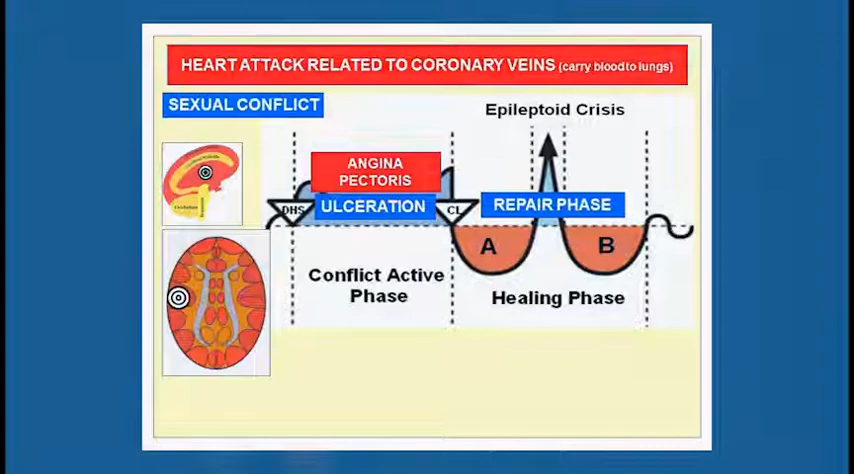 HEART ATTACK RELATED TO CORONARY VEINS (carry blood to lungs)
SEXUAL CONFLICT
Epileptoid Crisis
ANGINA
PECTORIS
DHS
ULCERATION
CL
REPAIR PHASE
A
B
Conflict Active
Phase
Healing Phase